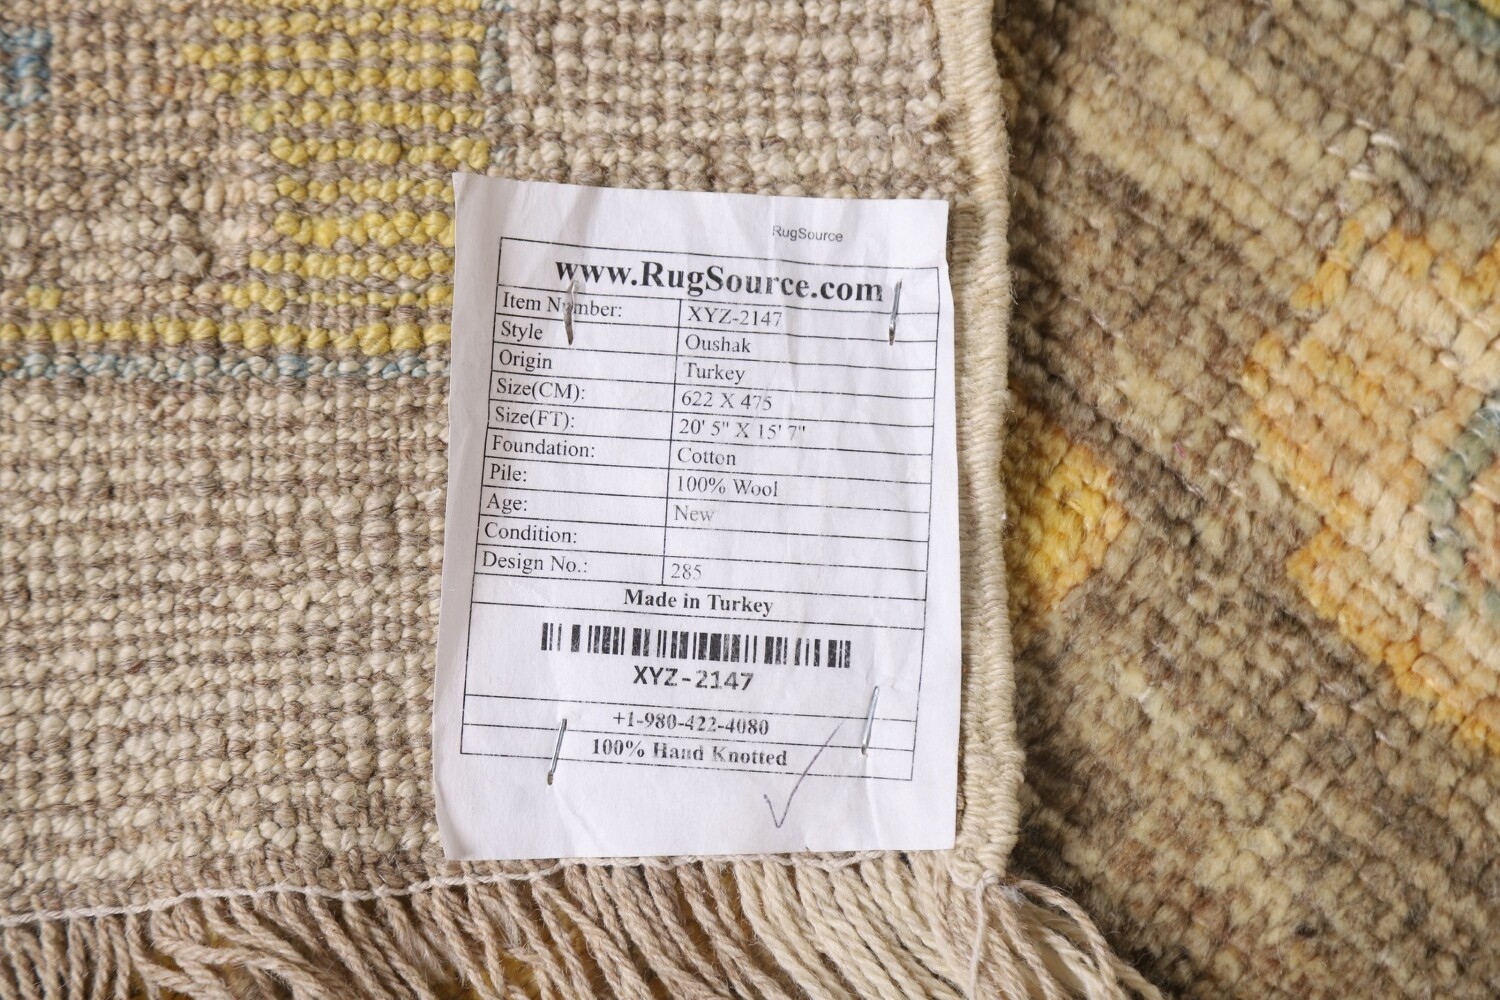 RugSource
www.RugSource.com
Item Number: XYZ-2147
Style Oushak
Origin Turkey
Size(CM): 622 X 475
Size(FT): 20' 5" X 15' 7"
Foundation: Cotton
Pile: 100% Wool
Age: New
Condition:
Design No.: 285
Made in Turkey
XYZ-2147
+1-980-422-4080
100% Hand Knotted